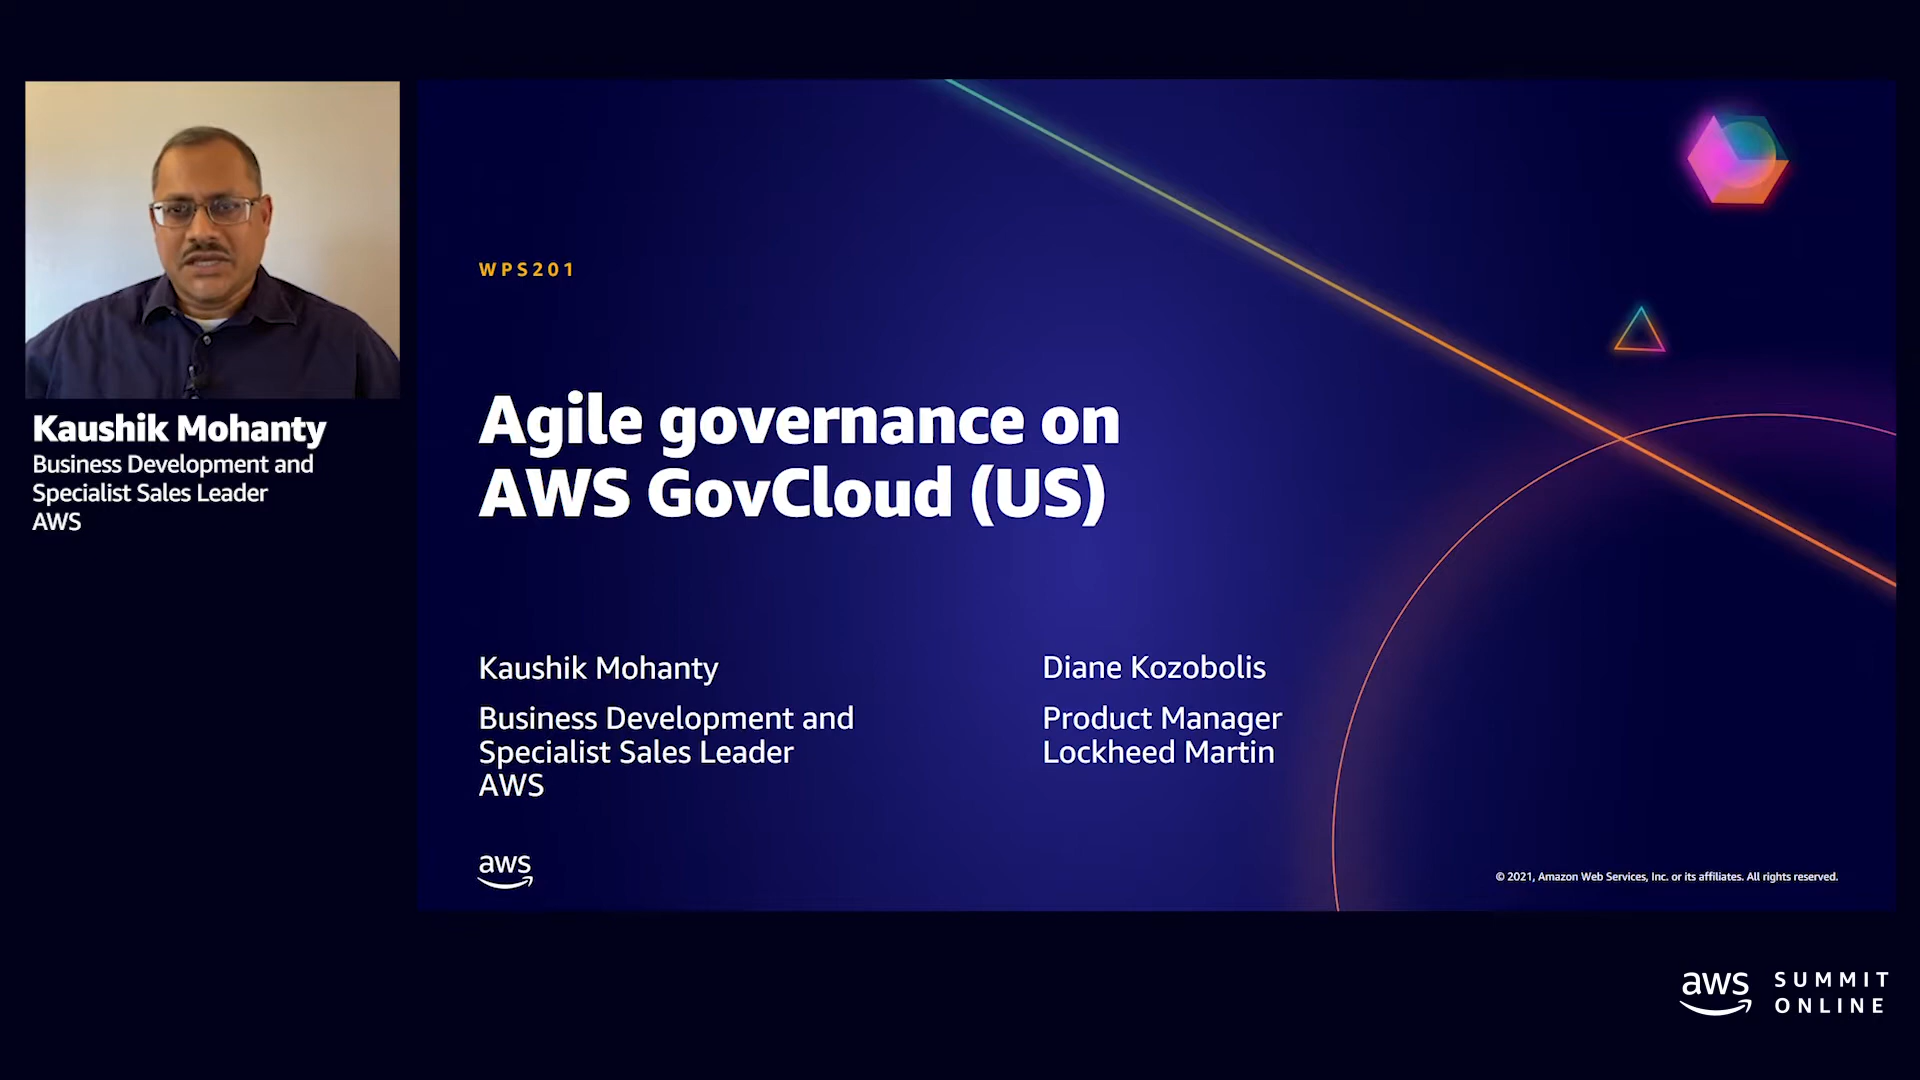 Kaushik Mohanty
Business Development and
Specialist Sales Leader
AWS
WPS201
Agile governance on
AWS GovCloud (US)
Kaushik Mohanty
Business Development and
Specialist Sales Leader
AWS
Diane Kozobolis
Product Manager
Lockheed Martin
aws
© 2021, Amazon Web Services, Inc. or its affiliates. All rights reserved.
aws
SUMMIT
ONLINE